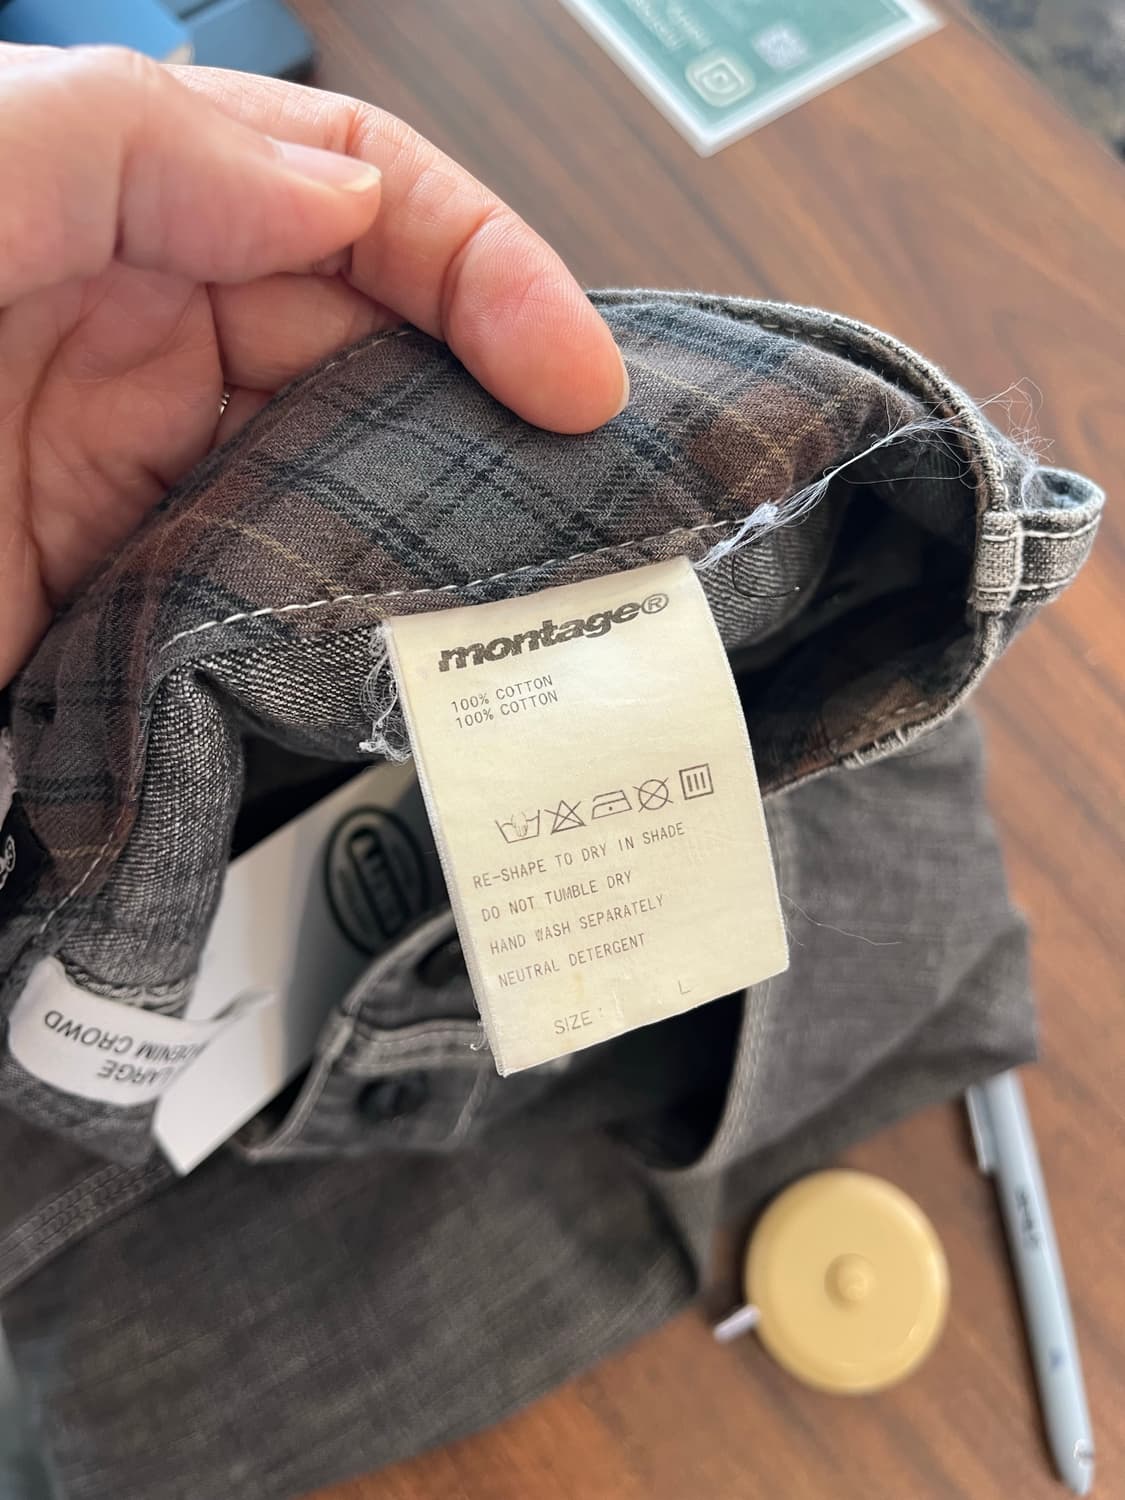 montage®
100% COTTON
100% COTTON
RE-SHAPE TO DRY IN SHADE
DO NOT TUMBLE DRY
HAND WASH SEPARATELY
NEUTRAL DETERGENT
SIZE: L
LARGE
DENIM CROWD